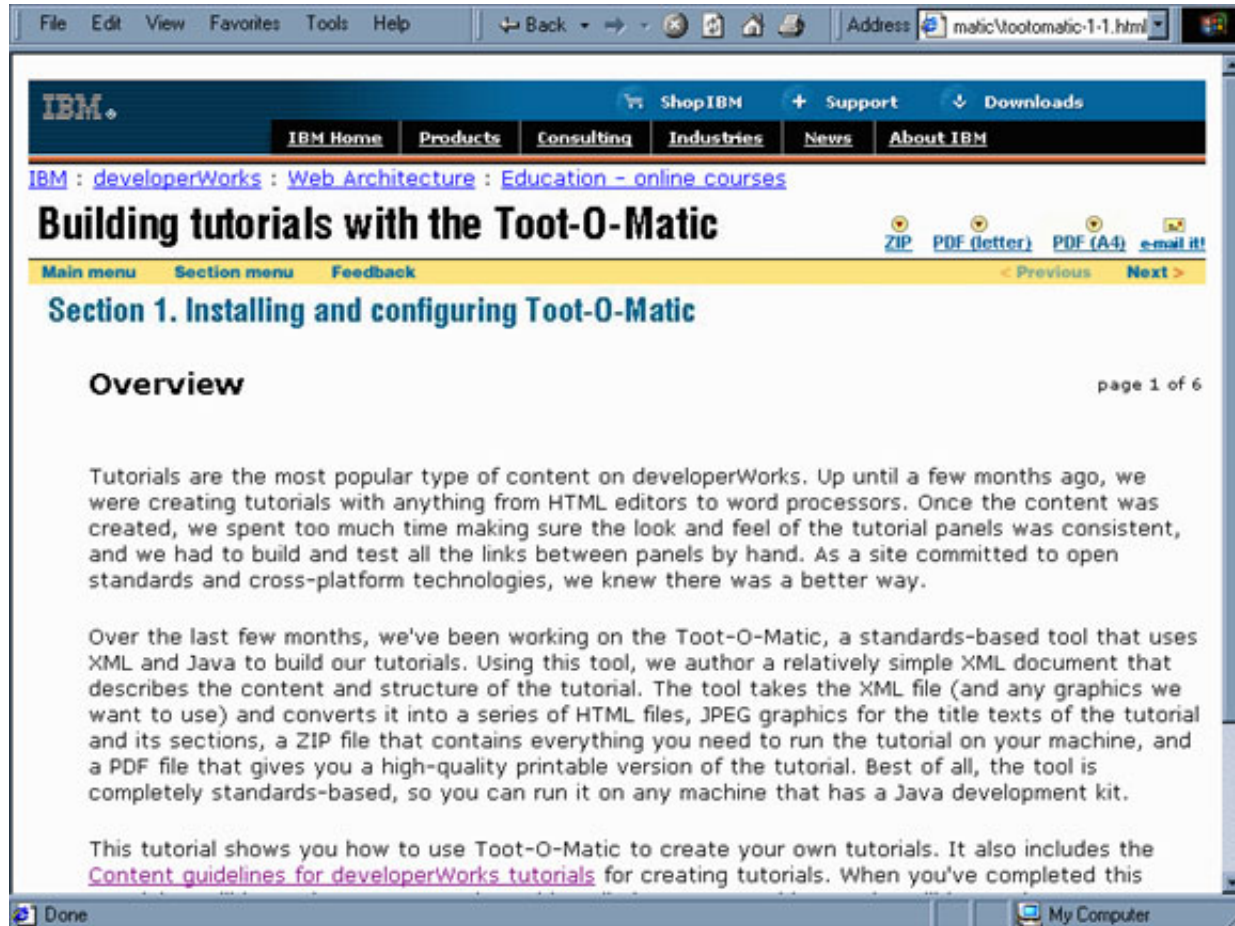 File Edit View Favorites Tools Help Back Address matic\tootomatic-1-1.html
IBM ShopIBM + Support Downloads
IBM Home Products Consulting Industries News About IBM
IBM : developerWorks : Web Architecture : Education - online courses
Building tutorials with the Toot-O-Matic ZIP PDF (letter) PDF (A4) e-mail it!
Main menu Section menu Feedback < Previous Next >
Section 1. Installing and configuring Toot-O-Matic
Overview page 1 of 6
Tutorials are the most popular type of content on developerWorks. Up until a few months ago, we
were creating tutorials with anything from HTML editors to word processors. Once the content was
created, we spent too much time making sure the look and feel of the tutorial panels was consistent,
and we had to build and test all the links between panels by hand. As a site committed to open
standards and cross-platform technologies, we knew there was a better way.
Over the last few months, we've been working on the Toot-O-Matic, a standards-based tool that uses
XML and Java to build our tutorials. Using this tool, we author a relatively simple XML document that
describes the content and structure of the tutorial. The tool takes the XML file (and any graphics we
want to use) and converts it into a series of HTML files, JPEG graphics for the title texts of the tutorial
and its sections, a ZIP file that contains everything you need to run the tutorial on your machine, and
a PDF file that gives you a high-quality printable version of the tutorial. Best of all, the tool is
completely standards-based, so you can run it on any machine that has a Java development kit.
This tutorial shows you how to use Toot-O-Matic to create your own tutorials. It also includes the
Content guidelines for developerWorks tutorials for creating tutorials. When you've completed this
Done My Computer